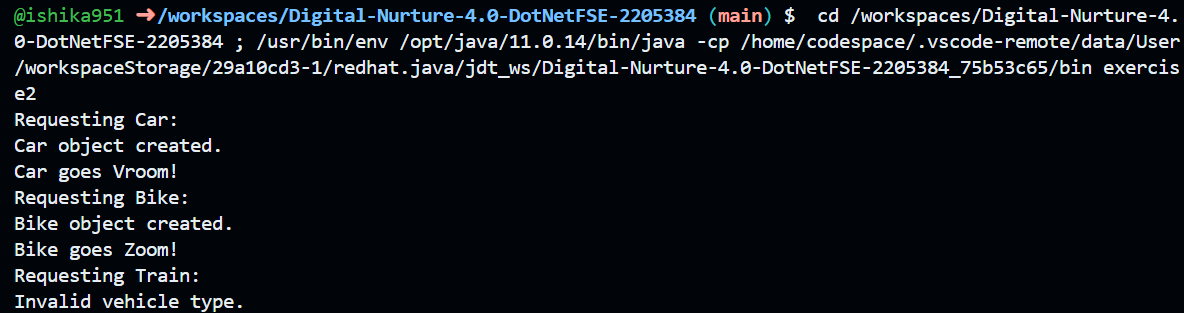 @ishika951 ➜/workspaces/Digital-Nurture-4.0-DotNetFSE-2205384 (main) $  cd /workspaces/Digital-Nurture-4.
0-DotNetFSE-2205384 ; /usr/bin/env /opt/java/11.0.14/bin/java -cp /home/codespace/.vscode-remote/data/User
/workspaceStorage/29a10cd3-1/redhat.java/jdt_ws/Digital-Nurture-4.0-DotNetFSE-2205384_75b53c65/bin exercis
e2
Requesting Car:
Car object created.
Car goes Vroom!
Requesting Bike:
Bike object created.
Bike goes Zoom!
Requesting Train:
Invalid vehicle type.